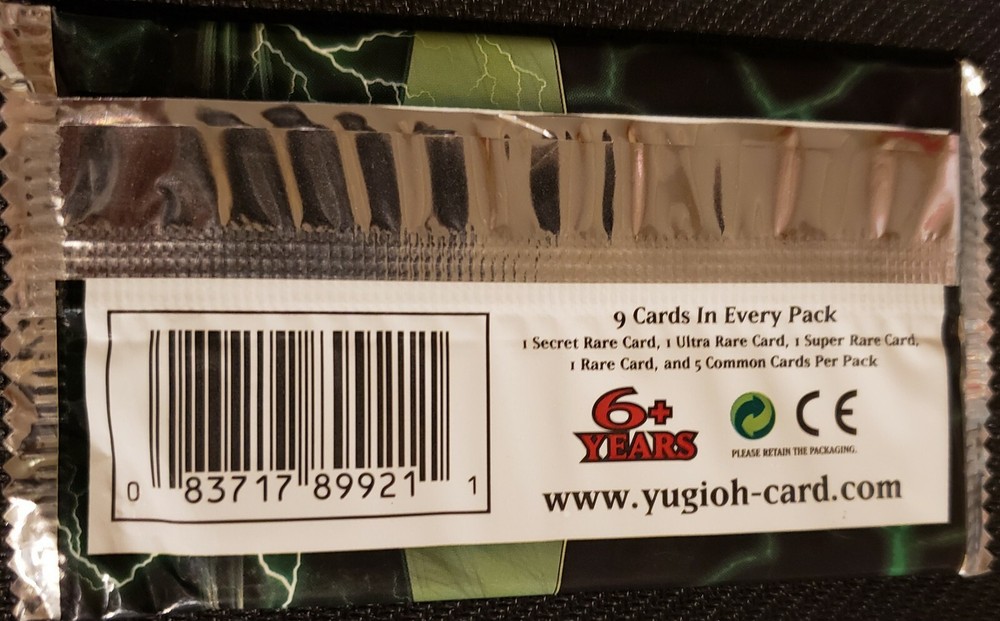 9 Cards In Every Pack
1 Secret Rare Card, 1 Ultra Rare Card, 1 Super Rare Card,
1 Rare Card, and 5 Common Cards Per Pack
6+
YEARS
CE
PLEASE RETAIN THE PACKAGING.
www.yugioh-card.com
0 83717 89921 1